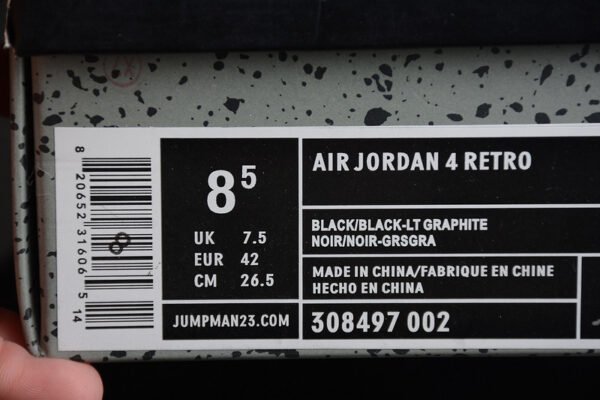 8 20652 31606 5 14
8
8 5
UK 7.5
EUR 42
CM 26.5
JUMPMAN23.COM
AIR JORDAN 4 RETRO
BLACK/BLACK-LT GRAPHITE
NOIR/NOIR-GRSGRA
MADE IN CHINA/FABRIQUE EN CHINE
HECHO EN CHINA
308497 002